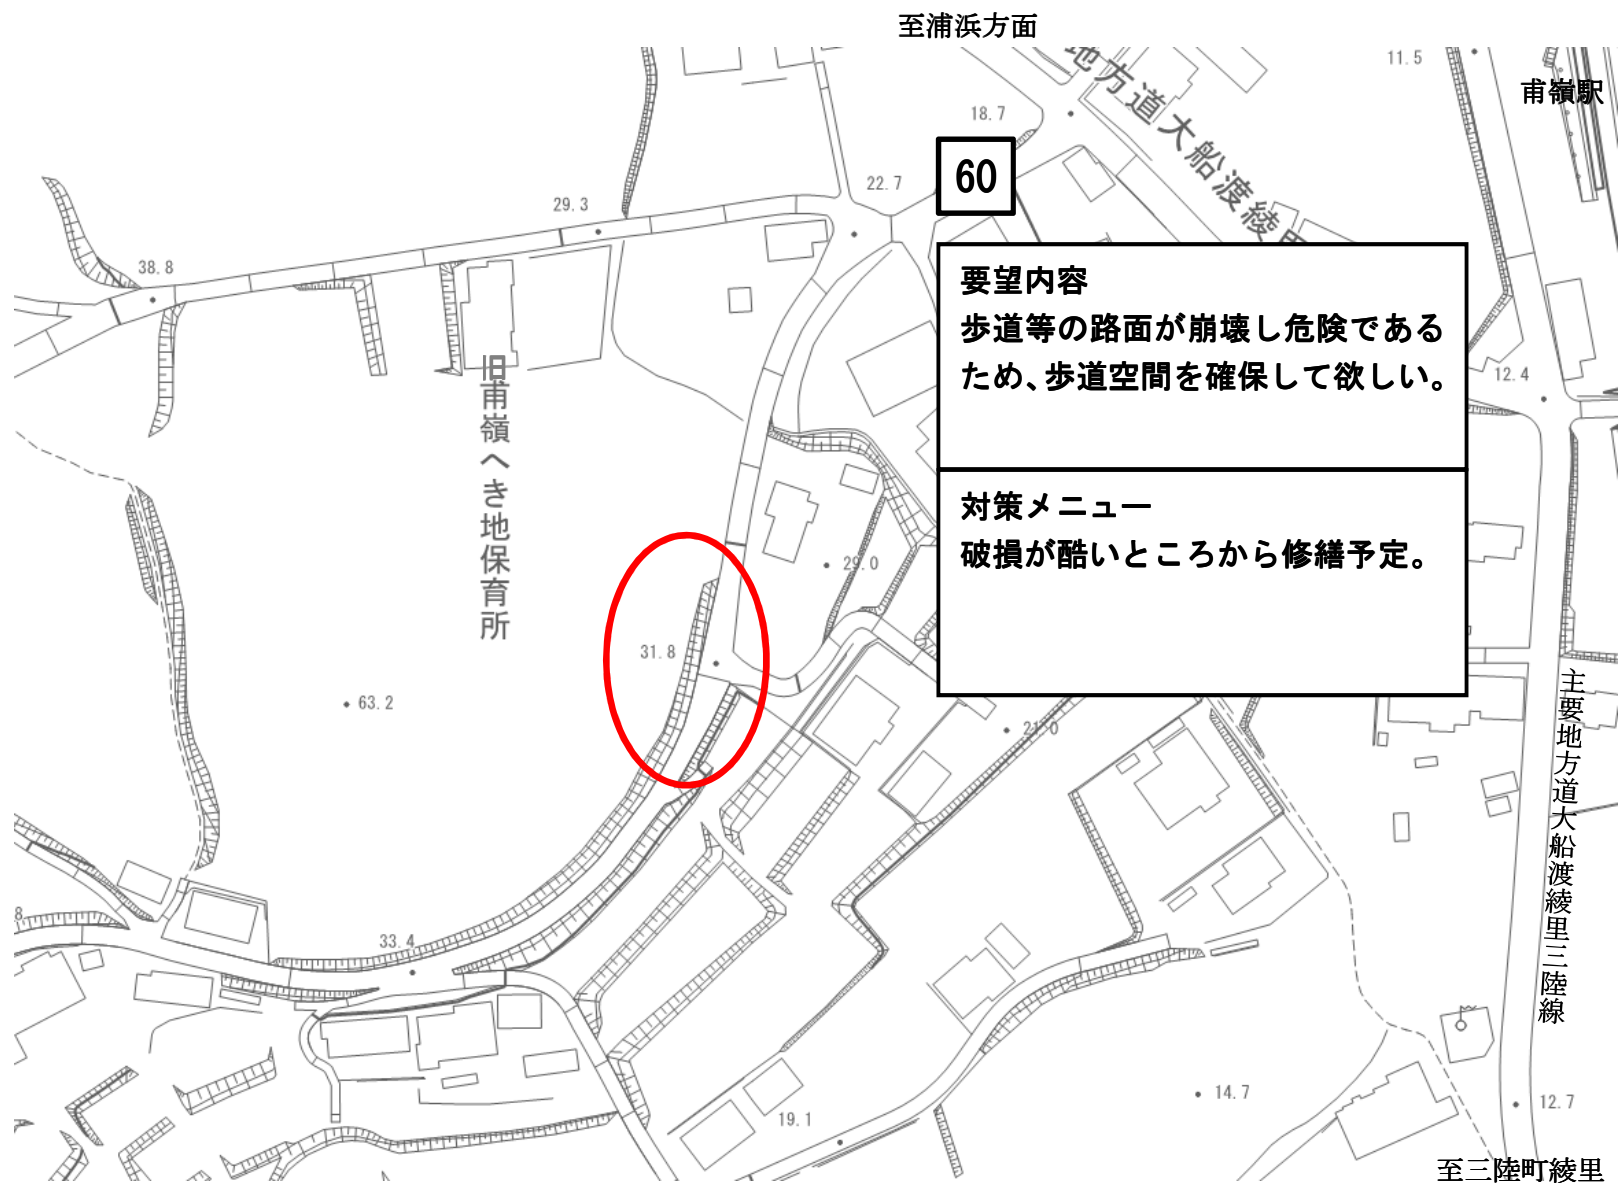 至浦浜方面
11.5
甫嶺駅
地方道大船渡綾
18.7
60
22.7
29.3
38.8
要望内容
歩道等の路面が崩壊し危険である
ため、歩道空間を確保して欲しい。
12.4
旧甫嶺へき地保育所
対策メニュー
破損が酷いところから修繕予定。
29.0
31.8
63.2
21.0
主要地方道大船渡綾里三陸線
8
33.4
14.7
12.7
19.1
至三陸町綾里